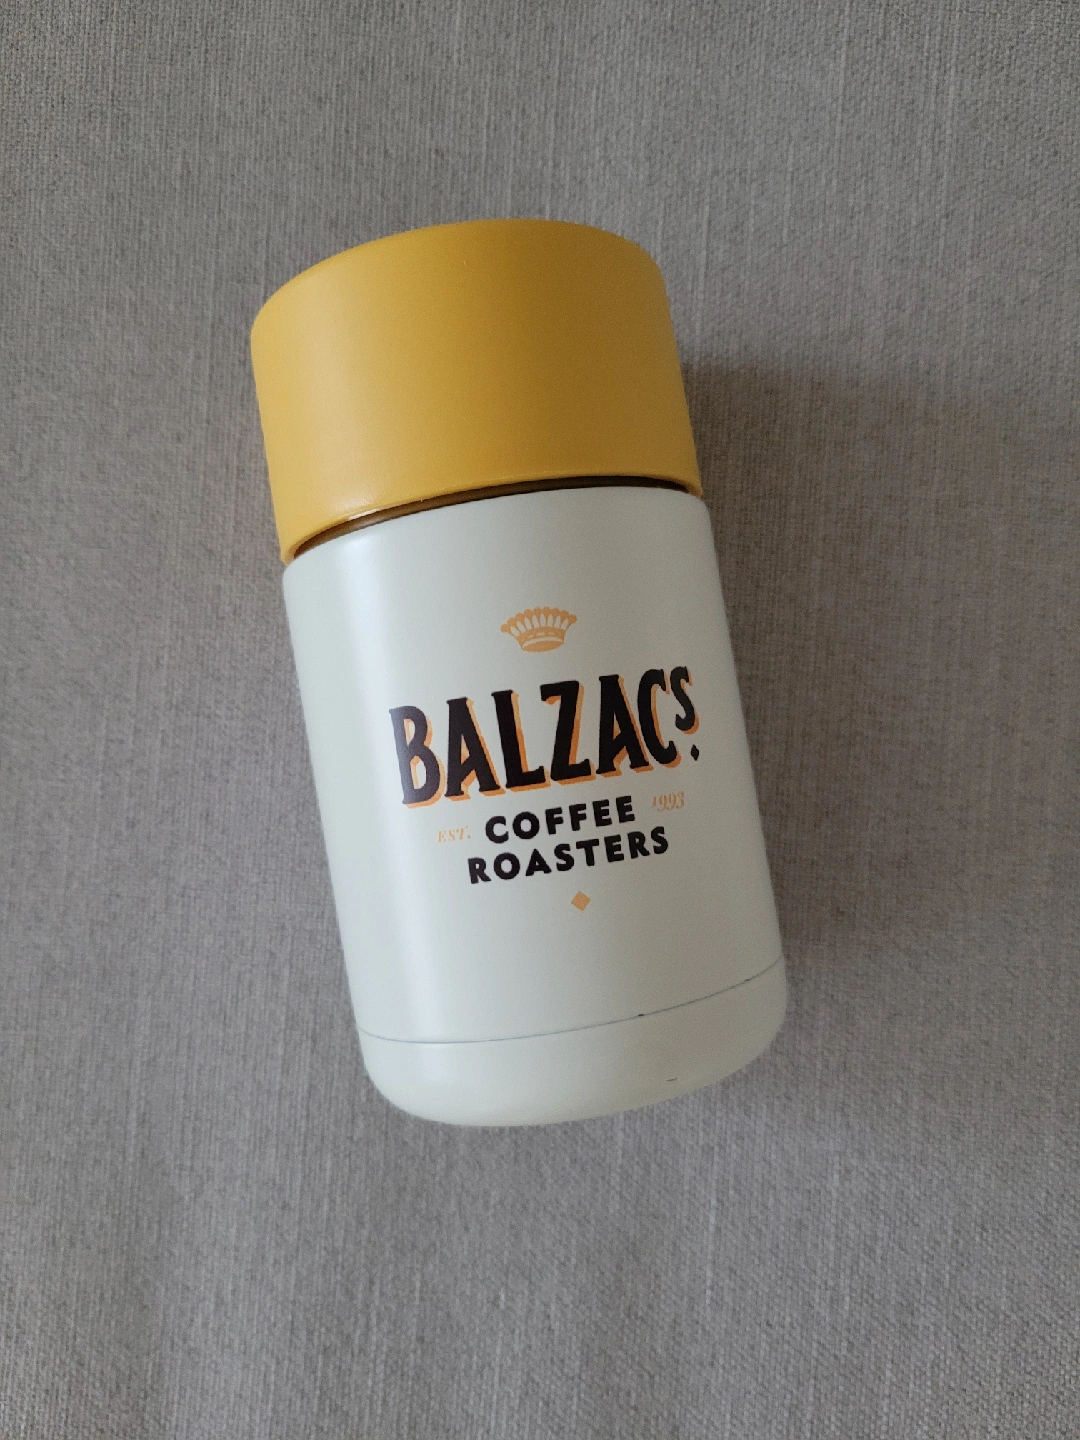 BALZAC'S
EST. COFFEE 1993
ROASTERS